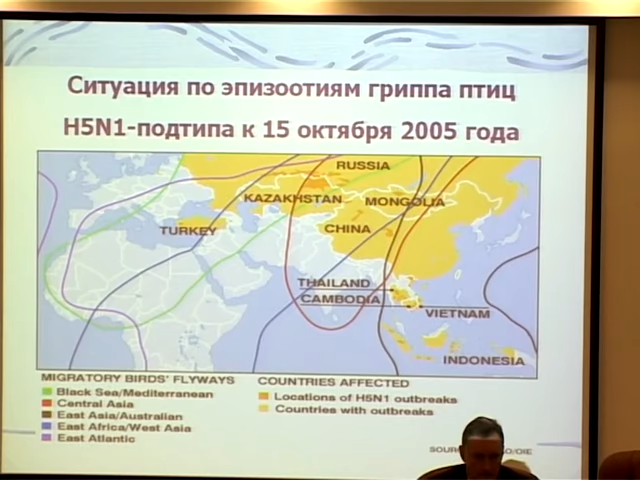 Ситуация по эпизоотиям гриппа птиц
H5N1-подтипа к 15 октября 2005 года
RUSSIA
KAZAKHSTAN
MONGOLIA
TURKEY
CHINA
THAILAND
CAMBODIA
VIETNAM
INDONESIA
MIGRATORY BIRDS' FLYWAYS
Black Sea/Mediterranean
Central Asia
East Asia/Australian
East Africa/West Asia
East Atlantic
COUNTRIES AFFECTED
Locations of H5N1 outbreaks
Countries with outbreaks